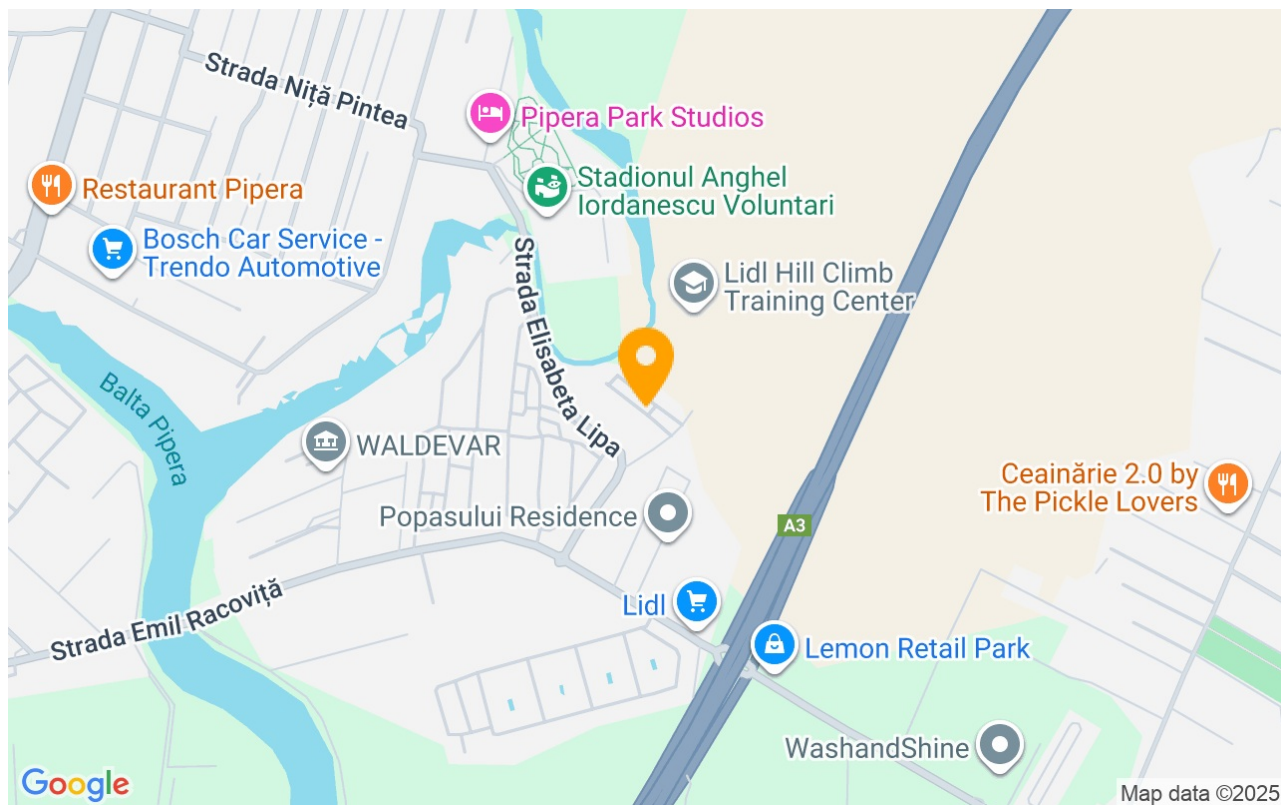 Strada Niță Pintea
Pipera Park Studios
Stadionul Anghel
Iordanescu Voluntari
Restaurant Pipera
Bosch Car Service -
Trendo Automotive
Lidl Hill Climb
Training Center
Strada Elisabeta Lipa
Balta Pipera
WALDEVAR
Ceainărie 2.0 by
The Pickle Lovers
Popasului Residence
A3
Lidl
Strada Emil Racoviță
Lemon Retail Park
WashandShine
Google
Map data ©2025